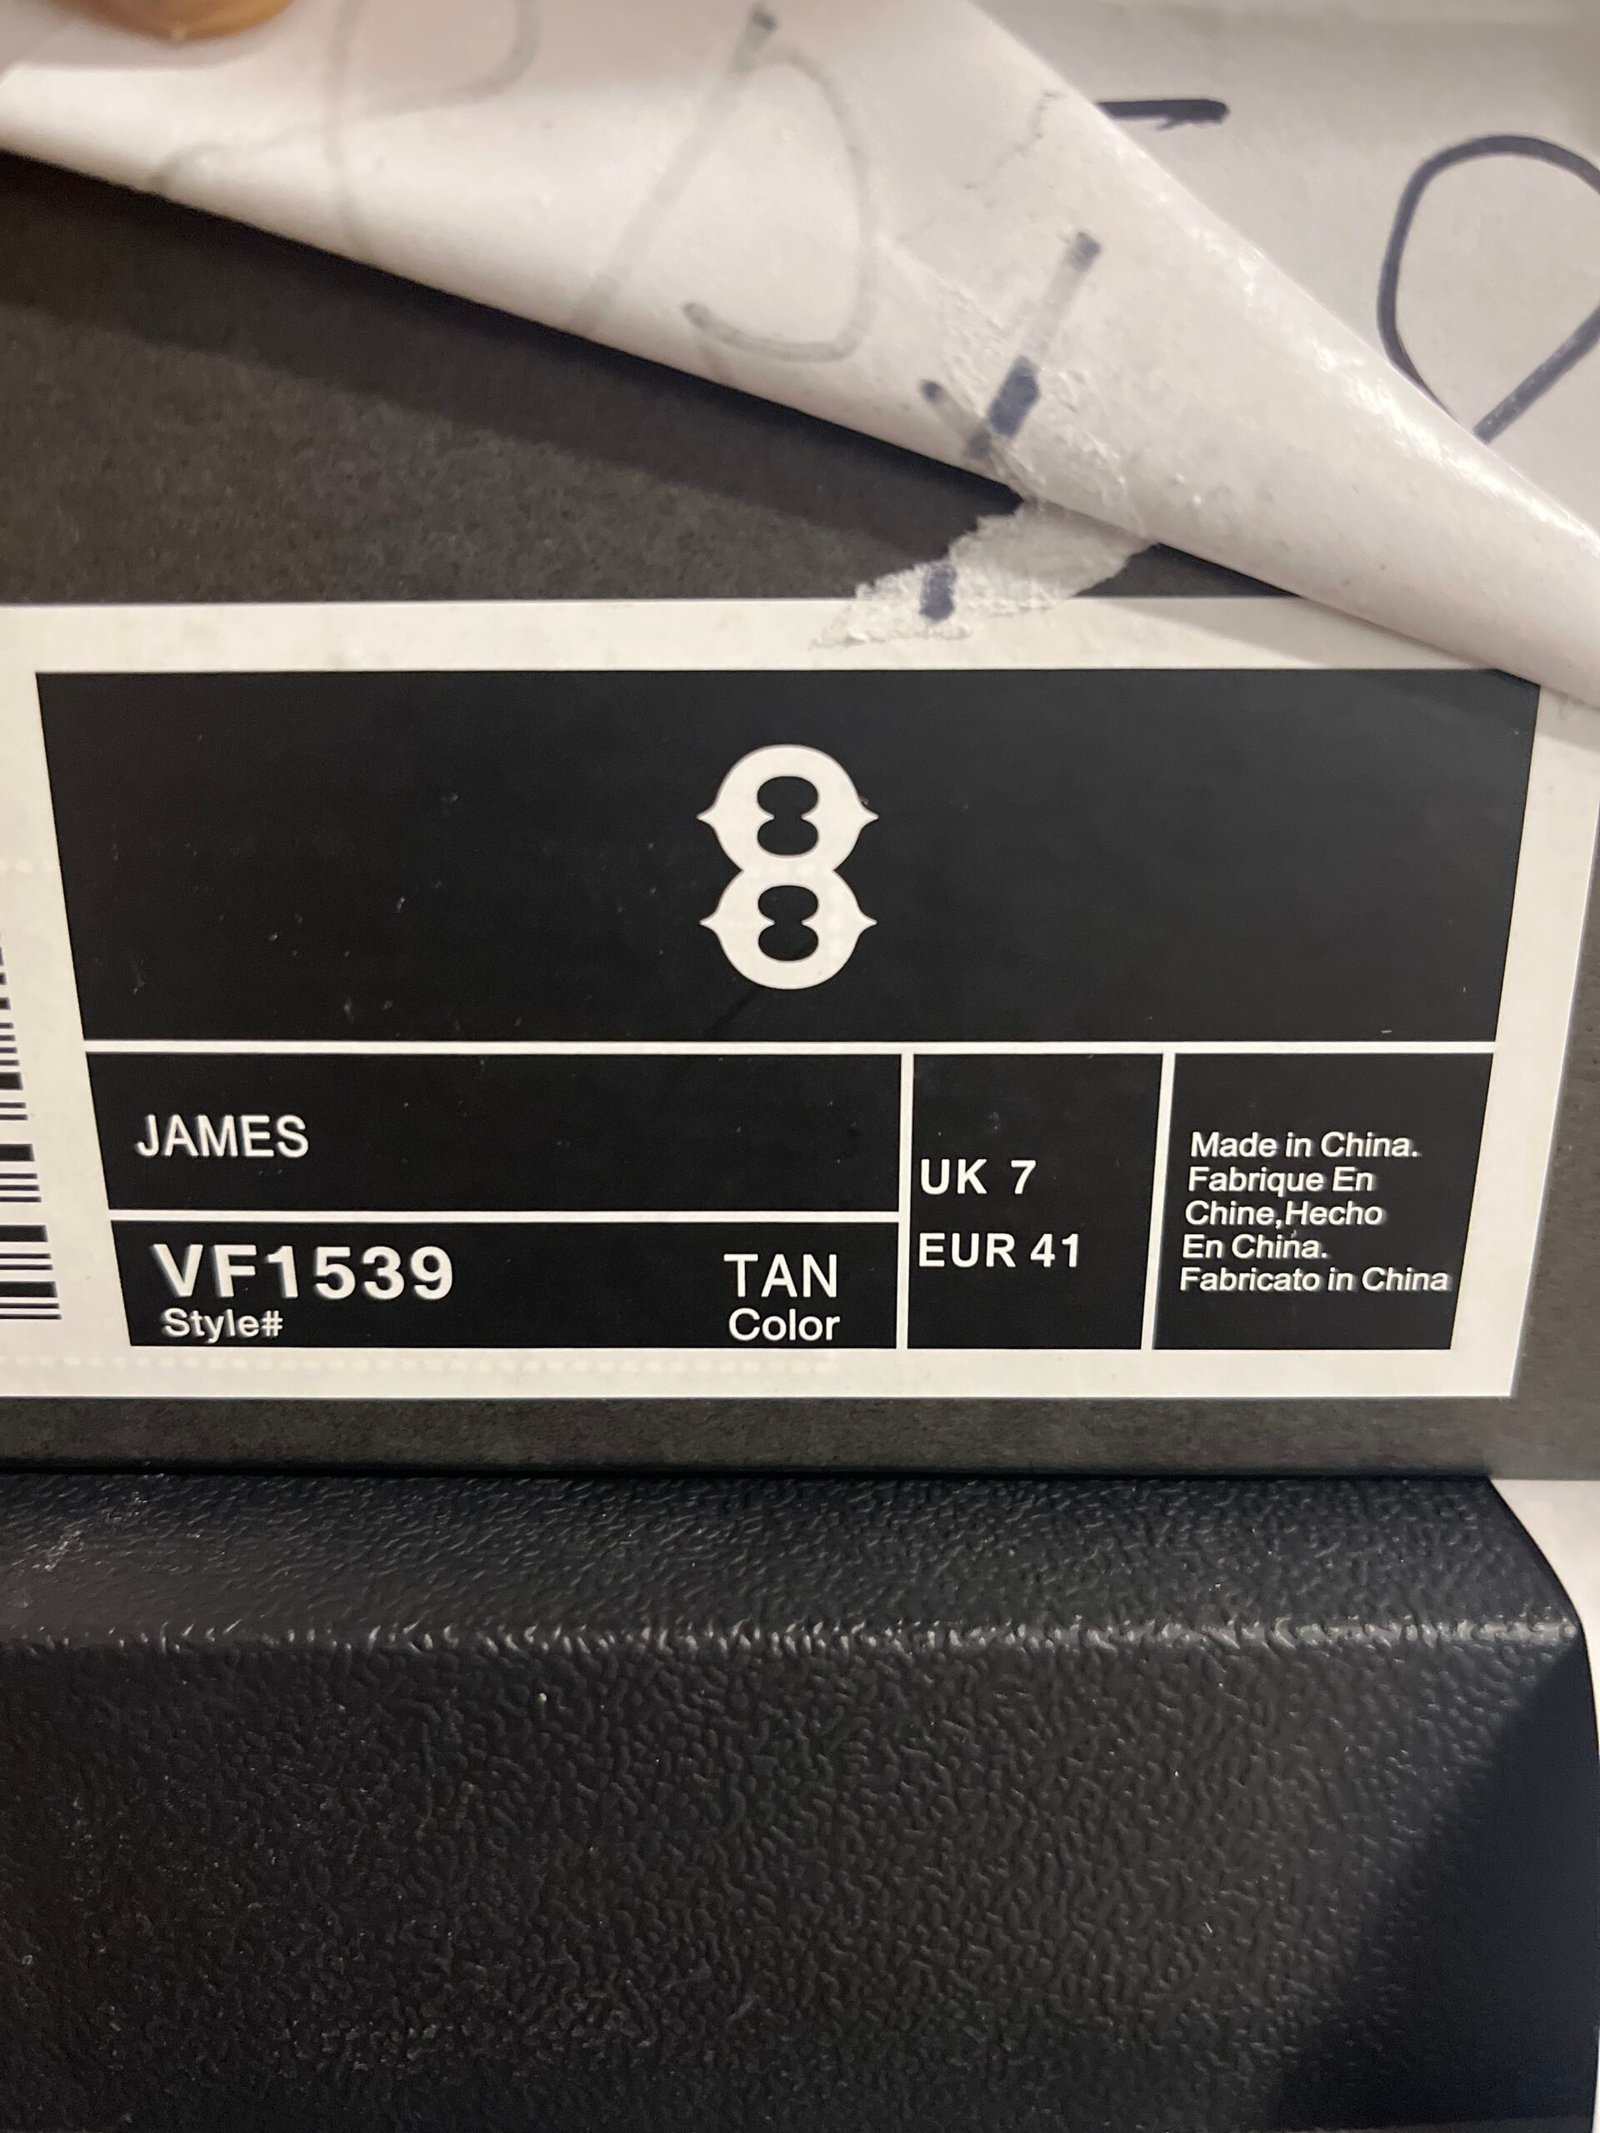 8
JAMES
VF1539
Style#
TAN
Color
UK 7
EUR 41
Made in China.
Fabrique En
Chine,Hecho
En China.
Fabricato in China